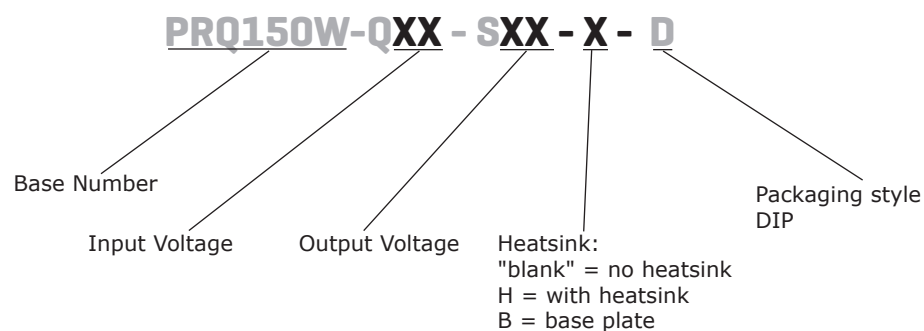 PRQ150W-QXX - SXX - X - D
Base Number
Input Voltage
Output Voltage
Heatsink:
"blank" = no heatsink
H = with heatsink
B = base plate
Packaging style
DIP